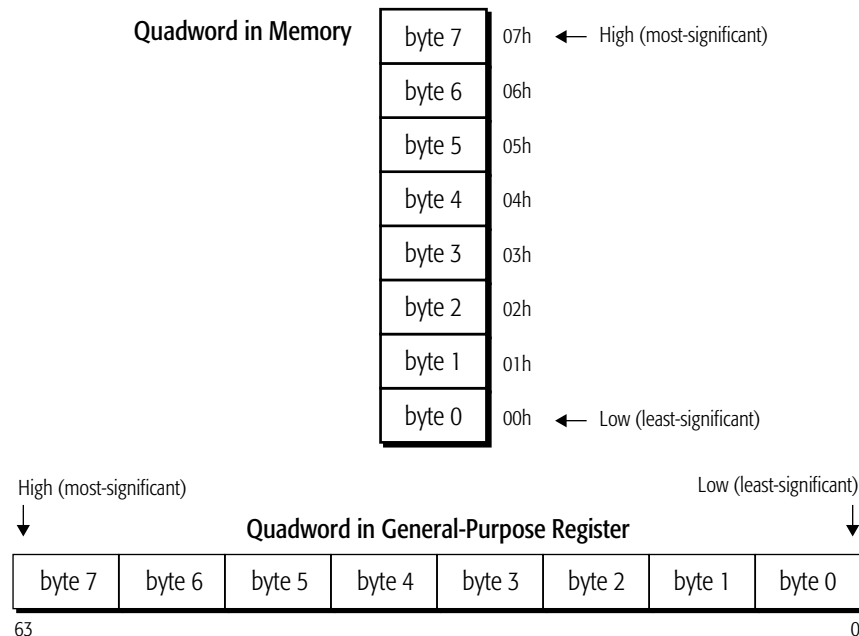 Quadword in Memory
byte 7 07h High (most-significant)
byte 6 06h
byte 5 05h
byte 4 04h
byte 3 03h
byte 2 02h
byte 1 01h
byte 0 00h Low (least-significant)
High (most-significant) Low (least-significant)
Quadword in General-Purpose Register
byte 7 byte 6 byte 5 byte 4 byte 3 byte 2 byte 1 byte 0
63 0